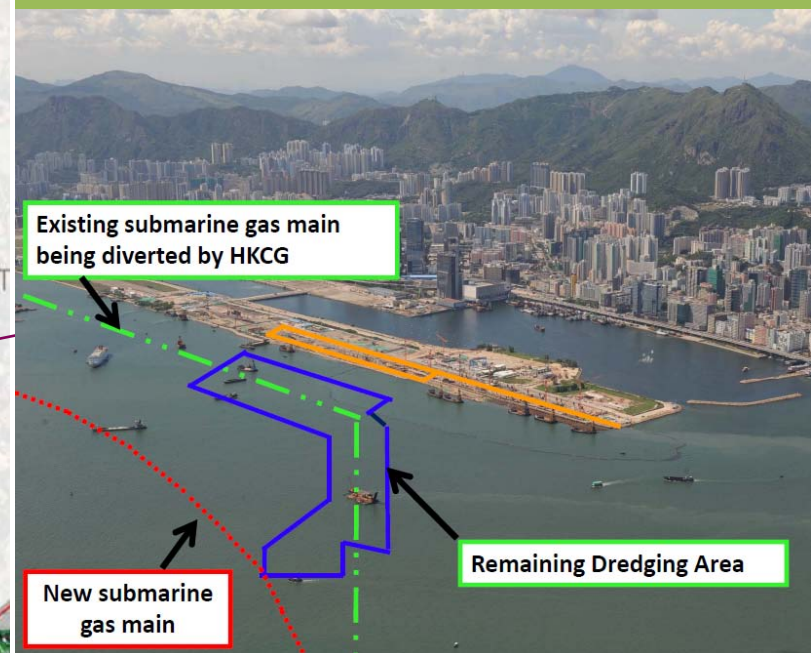 Existing submarine gas main
being diverted by HKCG
Remaining Dredging Area
New submarine
gas main